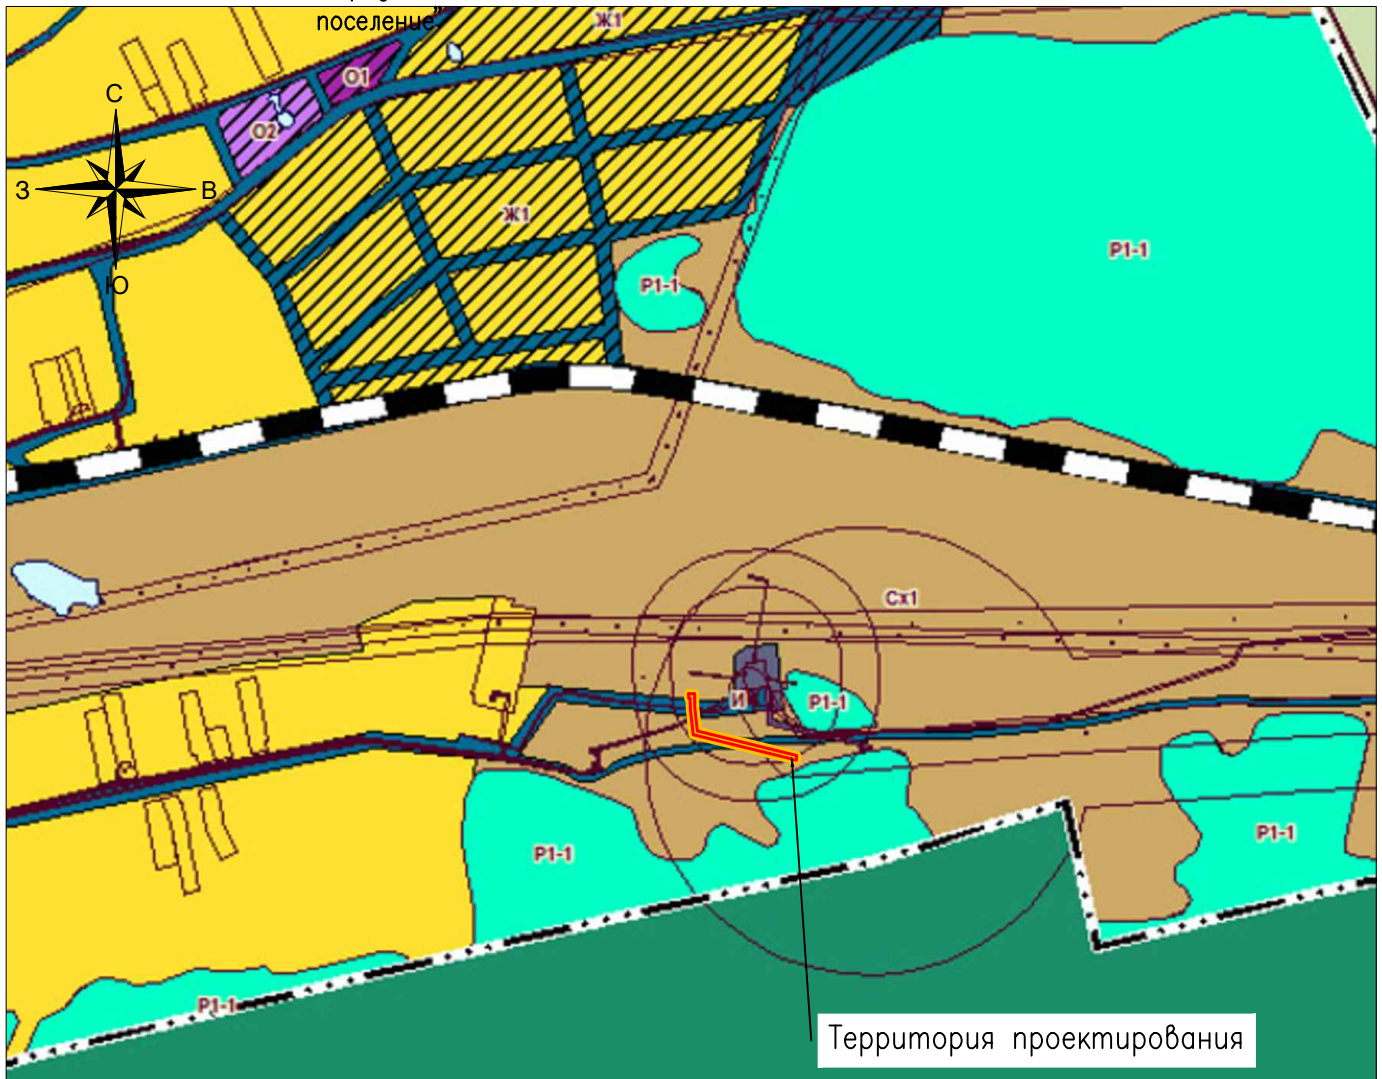 поселение"
Ж1
О1
С
О2
З
В
Ж1
Р1-1
Р1-1
Ю
Сх1
И
Р1-1
Р1-1
Р1-1
Р1-1
Территория проектирования